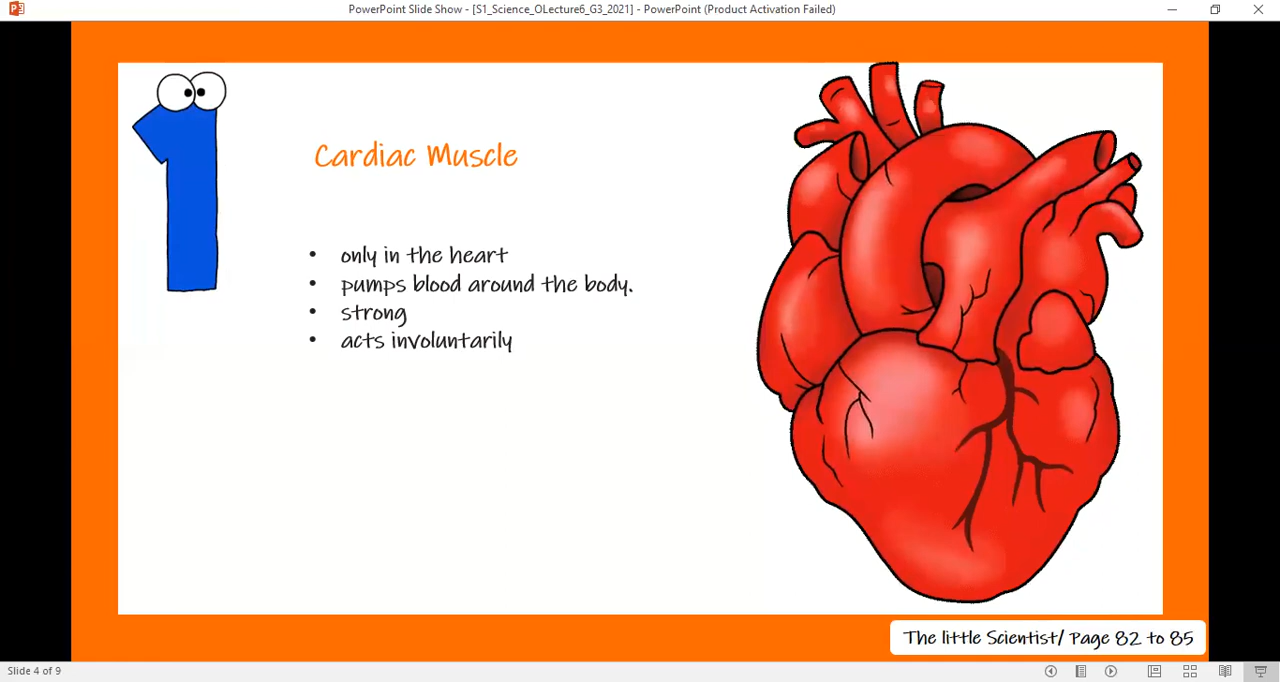 PowerPoint Slide Show - [S1_Science_OLecture6_G3_2021] - PowerPoint (Product Activation Failed)
1
Cardiac Muscle
• only in the heart
• pumps blood around the body.
• strong
• acts involuntarily
The little Scientist/ Page 82 to 85
Slide 4 of 9